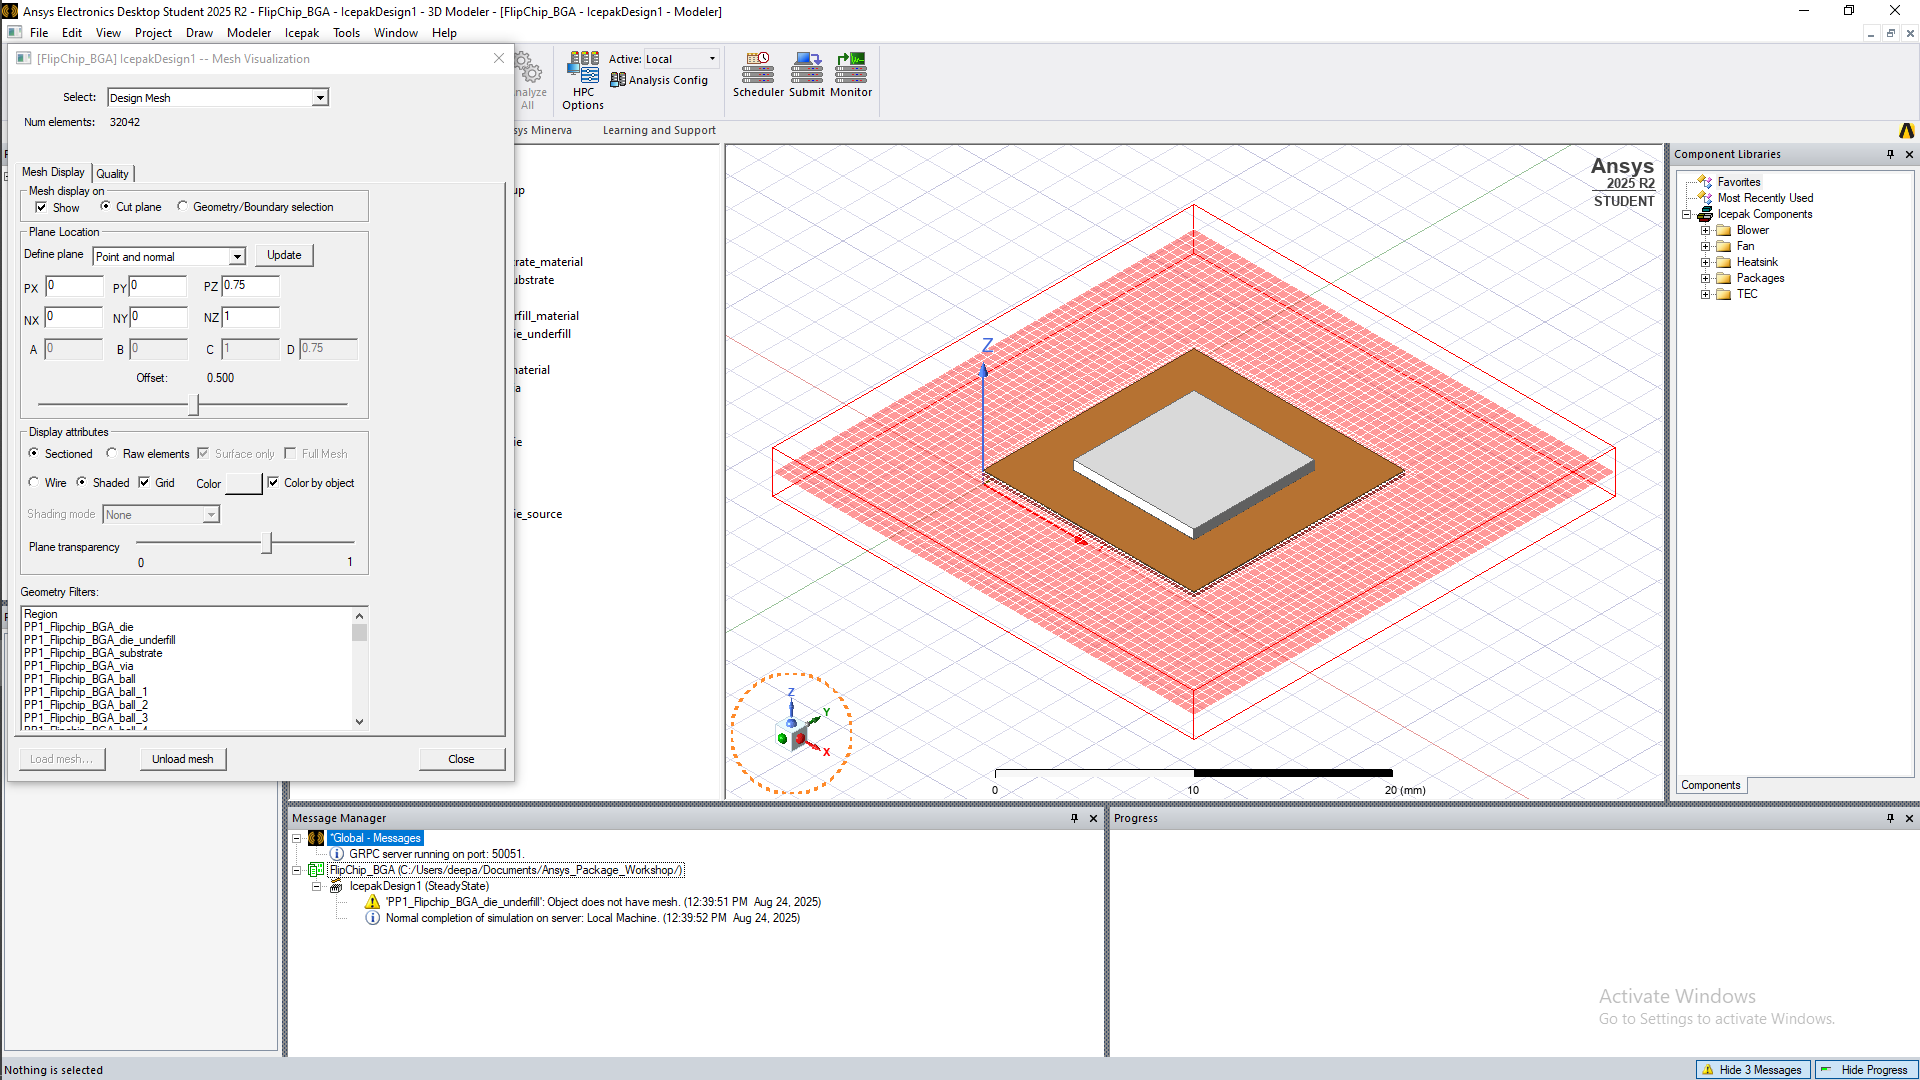 Ansys Electronics Desktop Student 2025 R2 - FlipChip_BGA - IcepakDesign1 - 3D Modeler - [FlipChip_BGA - IcepakDesign1 - Modeler]
File Edit View Project Draw Modeler Icepak Tools Window Help
[FlipChip_BGA] IcepakDesign1 -- Mesh Visualization
Select: Design Mesh
Num elements: 32042
Mesh Display Quality
Mesh display on
Show Cut plane Geometry/Boundary selection
Plane Location
Define plane Point and normal Update
PX 0 PY 0 PZ 0.75
NX 0 NY 0 NZ 1
A 0 B 0 C 1 D 0.75
Offset: 0.500
Display attributes
Sectioned Raw elements Surface only Full Mesh
Wire Shaded Grid Color Color by object
Shading mode None
Plane transparency
0 1
Geometry Filters:
Region
PP1_Flipchip_BGA_die
PP1_Flipchip_BGA_die_underfill
PP1_Flipchip_BGA_substrate
PP1_Flipchip_BGA_via
PP1_Flipchip_BGA_ball
PP1_Flipchip_BGA_ball_1
PP1_Flipchip_BGA_ball_2
PP1_Flipchip_BGA_ball_3
Load mesh... Unload mesh Close
nalyze
All
HPC
Options
Active: Local
Analysis Config
Scheduler Submit Monitor
sys Minerva Learning and Support
up
rate_material
ubstrate
rfill_material
ie_underfill
naterial
a
ie
ie_source
Ansys
2025 R2
STUDENT
Z
Z
Y
X
0 10 20 (mm)
Component Libraries
Favorites
Most Recently Used
Icepak Components
Blower
Fan
Heatsink
Packages
TEC
Components
Message Manager
*Global - Messages
GRPC server running on port: 50051.
FlipChip_BGA (C:/Users/deepa/Documents/Ansys_Package_Workshop/)
IcepakDesign1 (SteadyState)
'PP1_Flipchip_BGA_die_underfill': Object does not have mesh. (12:39:51 PM Aug 24, 2025)
Normal completion of simulation on server: Local Machine. (12:39:52 PM Aug 24, 2025)
Progress
Activate Windows
Go to Settings to activate Windows.
Nothing is selected
Hide 3 Messages Hide Progress